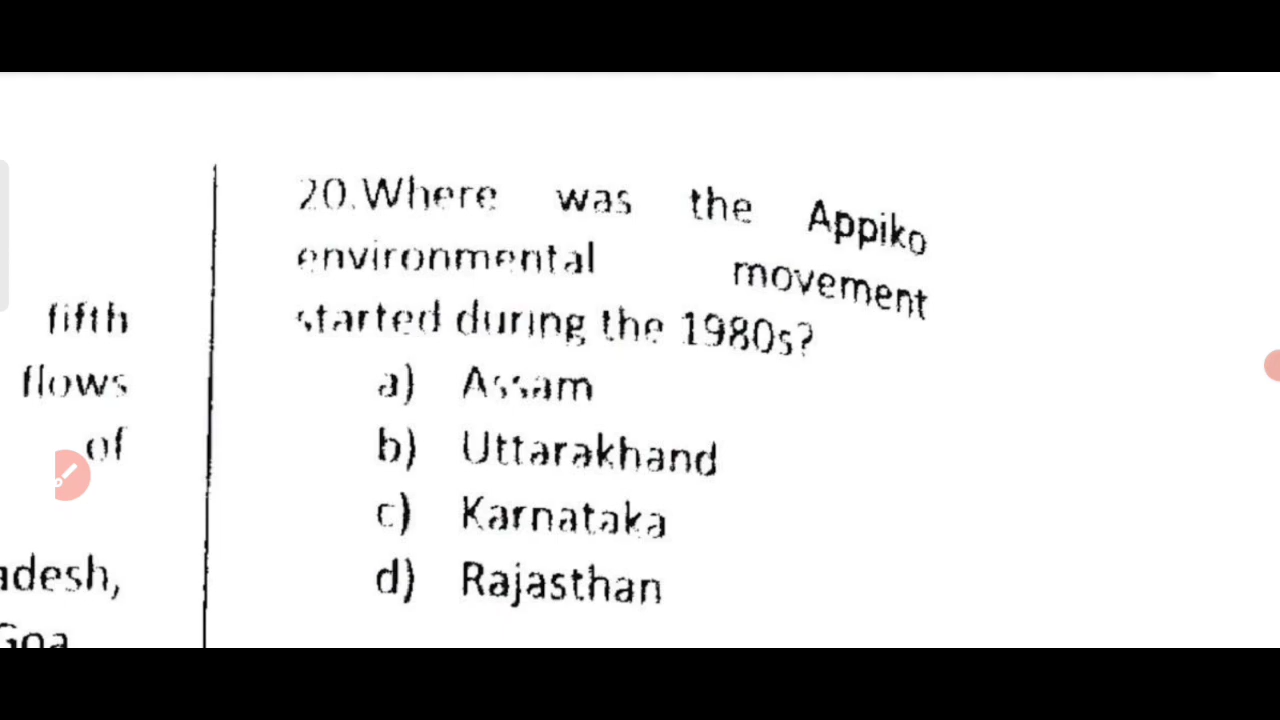 fifth
flows
of
adesh,
Goa
20.Where was the Appiko
environmental movement
started during the 1980s?
a) Assam
b) Uttarakhand
c) Karnataka
d) Rajasthan